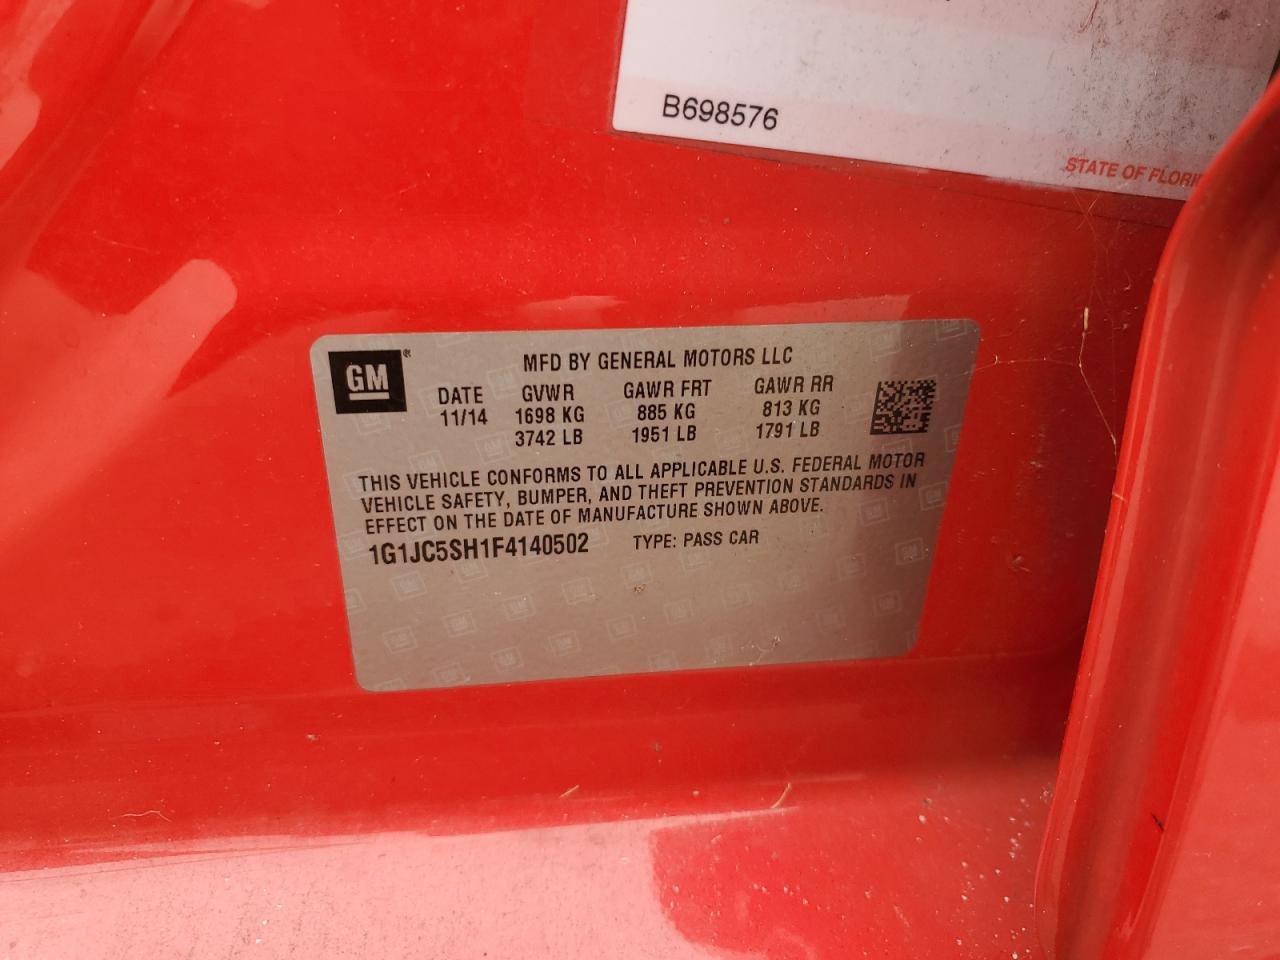 B698576
STATE OF
GM
®
MFD BY GENERAL MOTORS LLC
DATE GVWR GAWR FRT GAWR RR
11/14 1698 KG 885 KG 813 KG
3742 LB 1951 LB 1791 LB
THIS VEHICLE CONFORMS TO ALL APPLICABLE U.S. FEDERAL MOTOR
VEHICLE SAFETY, BUMPER, AND THEFT PREVENTION STANDARDS IN
EFFECT ON THE DATE OF MANUFACTURE SHOWN ABOVE.
1G1JC5SH1F4140502 TYPE: PASS CAR